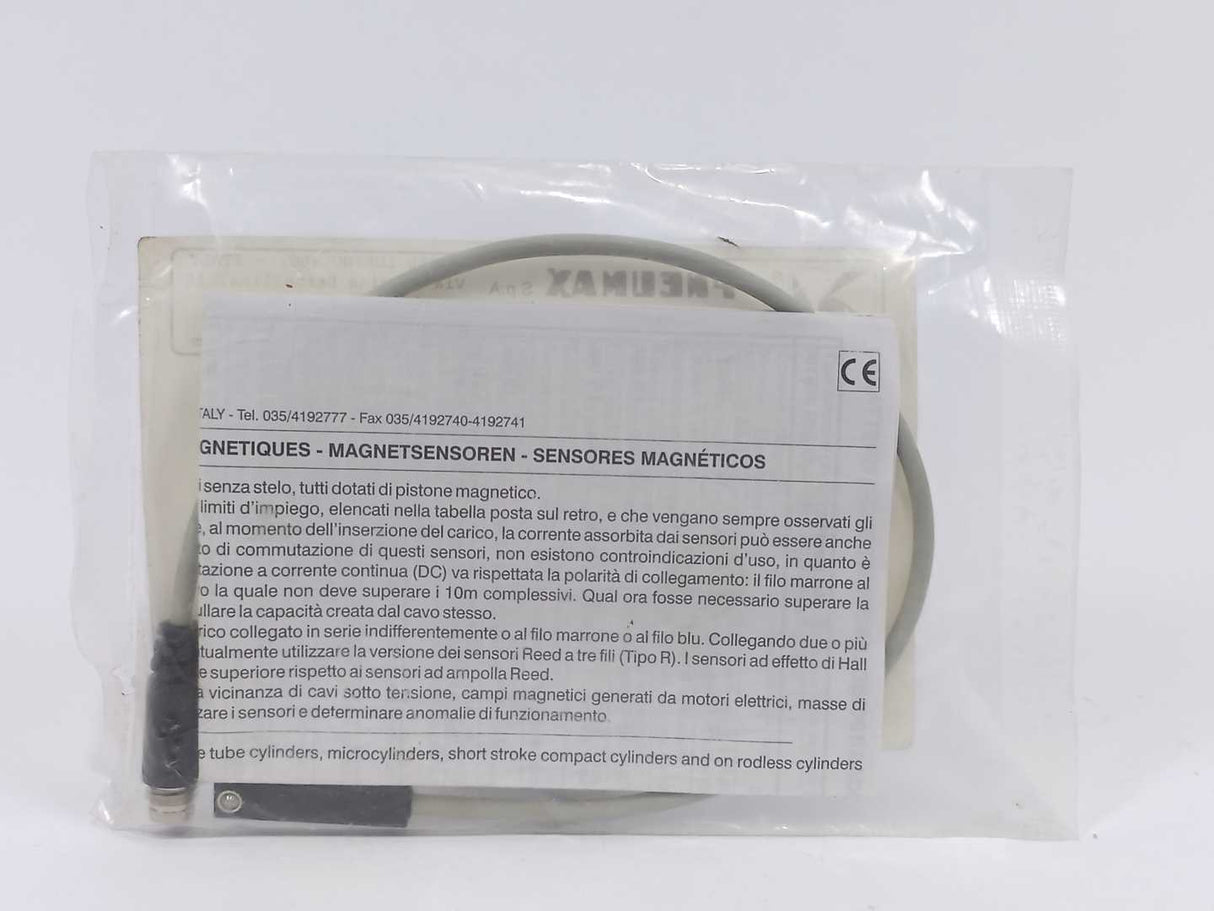 PNEUMAX SpA
CE
TALY - Tel. 035/4192777 - Fax 035/4192740-4192741
GNETIQUES - MAGNETSENSOREN - SENSORES MAGNÉTICOS
i senza stelo, tutti dotati di pistone magnetico.
limiti d'impiego, elencati nella tabella posta sul retro, e che vengano sempre osservati gli
e, al momento dell'inserzione del carico, la corrente assorbita dai sensori può essere anche
to di commutazione di questi sensori, non esistono controindicazioni d'uso, in quanto è
tazione a corrente continua (DC) va rispettata la polarità di collegamento: il filo marrone al
o la quale non deve superare i 10m complessivi. Qual ora fosse necessario superare la
ullare la capacità creata dal cavo stesso.
rico collegato in serie indifferentemente o al filo marrone o al filo blu. Collegando due o più
tualmente utilizzare la versione dei sensori Reed a tre fili (Tipo R). I sensori ad effetto di Hall
e superiore rispetto ai sensori ad ampolla Reed.
a vicinanza di cavi sotto tensione, campi magnetici generati da motori elettrici, masse di
zare i sensori e determinare anomalie di funzionamento.
e tube cylinders, microcylinders, short stroke compact cylinders and on rodless cylinders